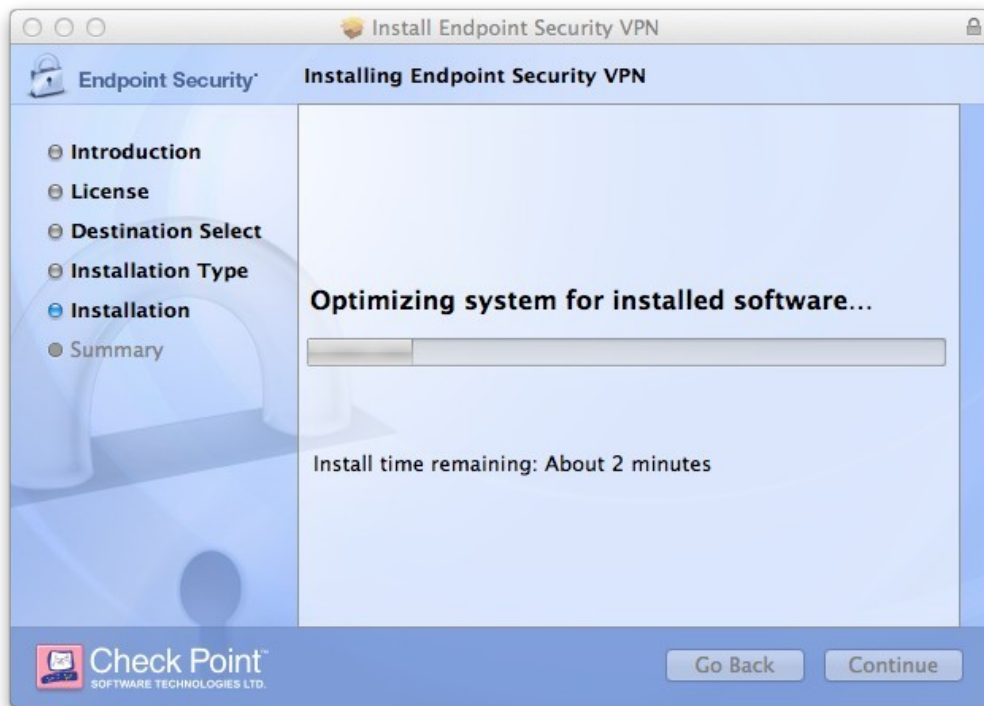 Install Endpoint Security VPN
Endpoint Security·
Installing Endpoint Security VPN
Introduction
License
Destination Select
Installation Type
Installation
Summary
Optimizing system for installed software...
Install time remaining: About 2 minutes
Check Point™
SOFTWARE TECHNOLOGIES LTD.
Go Back
Continue